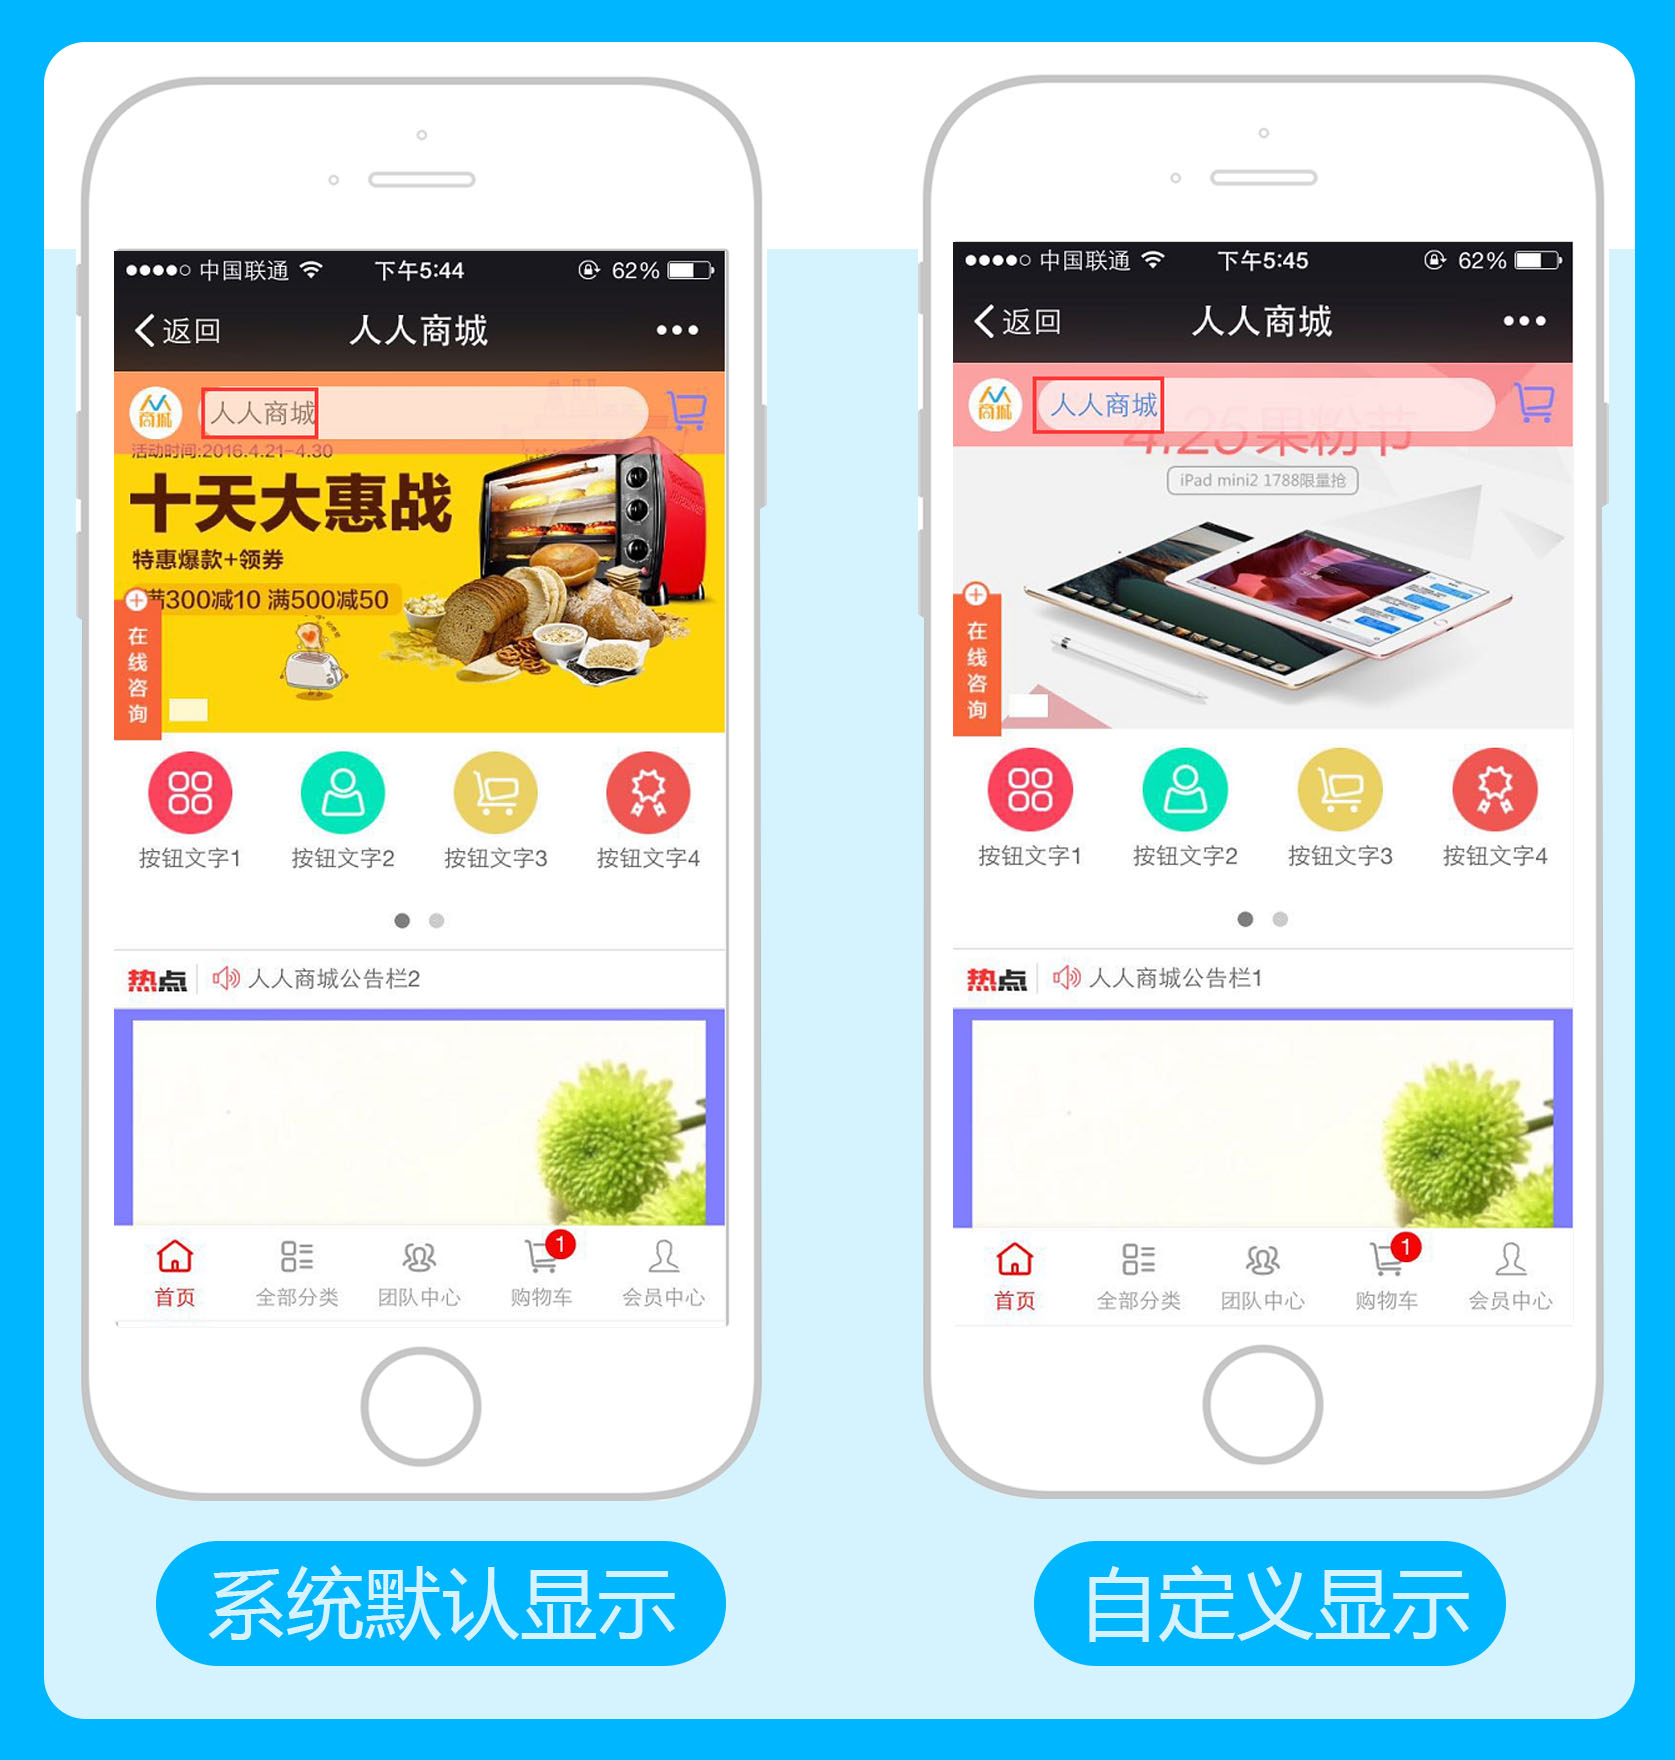 中国联通 下午5:44 62%
返回 人人商城
商城 人人商城
活动时间:2016.4.21-4.30
十天大惠战
特惠爆款+领券
满300减10 满500减50
在线咨询
按钮文字1 按钮文字2 按钮文字3 按钮文字4
热点 人人商城公告栏2
1
首页 全部分类 团队中心 购物车 会员中心
系统默认显示
中国联通 下午5:45 62%
返回 人人商城
商城 人人商城
4.25果粉节
iPad mini2 1788限量抢
在线咨询
按钮文字1 按钮文字2 按钮文字3 按钮文字4
热点 人人商城公告栏1
1
首页 全部分类 团队中心 购物车 会员中心
自定义显示